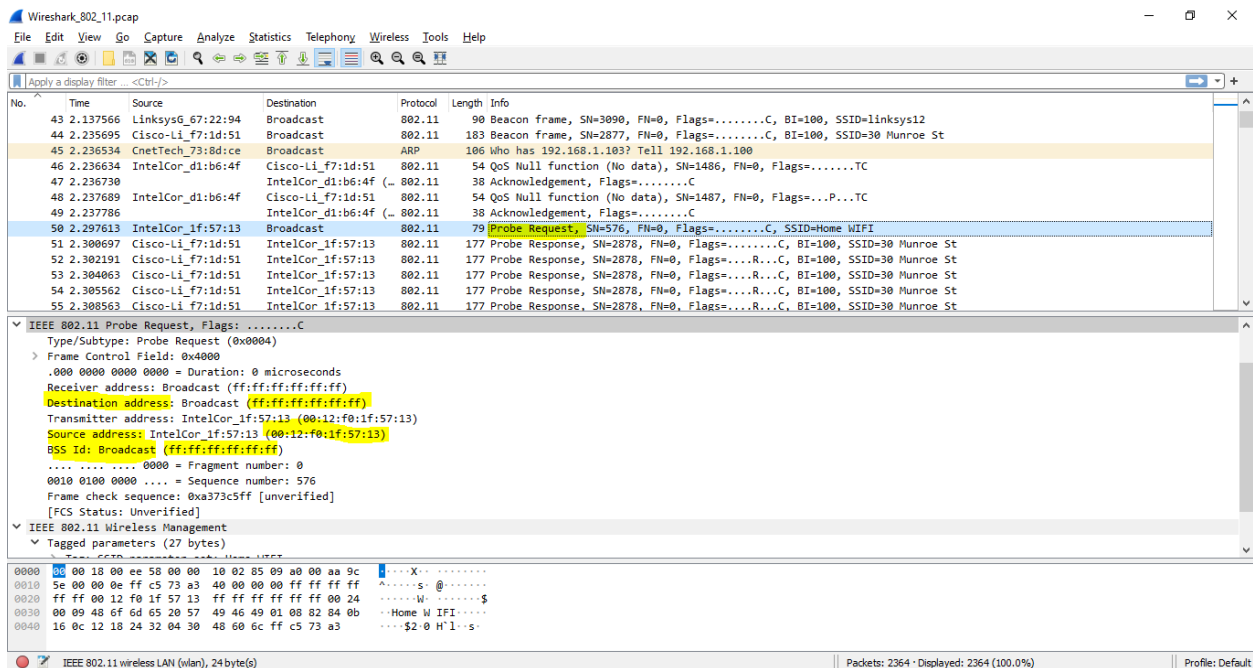 Wireshark_802_11.pcap
File Edit View Go Capture Analyze Statistics Telephony Wireless Tools Help
Apply a display filter ... <Ctrl-/>
No. Time Source Destination Protocol Length Info
43 2.137566 LinksysG_67:22:94 Broadcast 802.11 90 Beacon frame, SN=3090, FN=0, Flags=........C, BI=100, SSID=linksys12
44 2.235695 Cisco-Li_f7:1d:51 Broadcast 802.11 183 Beacon frame, SN=2877, FN=0, Flags=........C, BI=100, SSID=30 Munroe St
45 2.236534 CnetTech_73:8d:ce Broadcast ARP 106 Who has 192.168.1.103? Tell 192.168.1.100
46 2.236634 IntelCor_d1:b6:4f Cisco-Li_f7:1d:51 802.11 54 QoS Null function (No data), SN=1486, FN=0, Flags=.......TC
47 2.236730 IntelCor_d1:b6:4f (… 802.11 38 Acknowledgement, Flags=........C
48 2.237689 IntelCor_d1:b6:4f Cisco-Li_f7:1d:51 802.11 54 QoS Null function (No data), SN=1487, FN=0, Flags=...P...TC
49 2.237786 IntelCor_d1:b6:4f (… 802.11 38 Acknowledgement, Flags=........C
50 2.297613 IntelCor_1f:57:13 Broadcast 802.11 79 Probe Request, SN=576, FN=0, Flags=........C, SSID=Home WIFI
51 2.300697 Cisco-Li_f7:1d:51 IntelCor_1f:57:13 802.11 177 Probe Response, SN=2878, FN=0, Flags=........C, BI=100, SSID=30 Munroe St
52 2.302191 Cisco-Li_f7:1d:51 IntelCor_1f:57:13 802.11 177 Probe Response, SN=2878, FN=0, Flags=....R...C, BI=100, SSID=30 Munroe St
53 2.304063 Cisco-Li_f7:1d:51 IntelCor_1f:57:13 802.11 177 Probe Response, SN=2878, FN=0, Flags=....R...C, BI=100, SSID=30 Munroe St
54 2.305562 Cisco-Li_f7:1d:51 IntelCor_1f:57:13 802.11 177 Probe Response, SN=2878, FN=0, Flags=....R...C, BI=100, SSID=30 Munroe St
55 2.308563 Cisco-Li_f7:1d:51 IntelCor_1f:57:13 802.11 177 Probe Response, SN=2878, FN=0, Flags=....R...C, BI=100, SSID=30 Munroe St
IEEE 802.11 Probe Request, Flags: ........C
Type/Subtype: Probe Request (0x0004)
Frame Control Field: 0x4000
.000 0000 0000 0000 = Duration: 0 microseconds
Receiver address: Broadcast (ff:ff:ff:ff:ff:ff)
Destination address: Broadcast (ff:ff:ff:ff:ff:ff)
Transmitter address: IntelCor_1f:57:13 (00:12:f0:1f:57:13)
Source address: IntelCor_1f:57:13 (00:12:f0:1f:57:13)
BSS Id: Broadcast (ff:ff:ff:ff:ff:ff)
.... .... .... 0000 = Fragment number: 0
0010 0100 0000 .... = Sequence number: 576
Frame check sequence: 0xa373c5ff [unverified]
[FCS Status: Unverified]
IEEE 802.11 Wireless Management
Tagged parameters (27 bytes)
Tag: SSID parameter set: Home WIFI
0000 00 00 18 00 ee 58 00 00 10 02 85 09 a0 00 aa 9c ·····X·· ········
0010 5e 00 00 0e ff c5 73 a3 40 00 00 00 ff ff ff ff ^·····s· @·······
0020 ff ff 00 12 f0 1f 57 13 ff ff ff ff ff ff 00 24 ······W· ·······$
0030 00 09 48 6f 6d 65 20 57 49 46 49 01 08 82 84 0b ··Home W IFI·····
0040 16 0c 12 18 24 32 04 30 48 60 6c ff c5 73 a3 ····$2·0 H`l··s·
IEEE 802.11 wireless LAN (wlan), 24 byte(s) Packets: 2364 · Displayed: 2364 (100.0%) Profile: Default